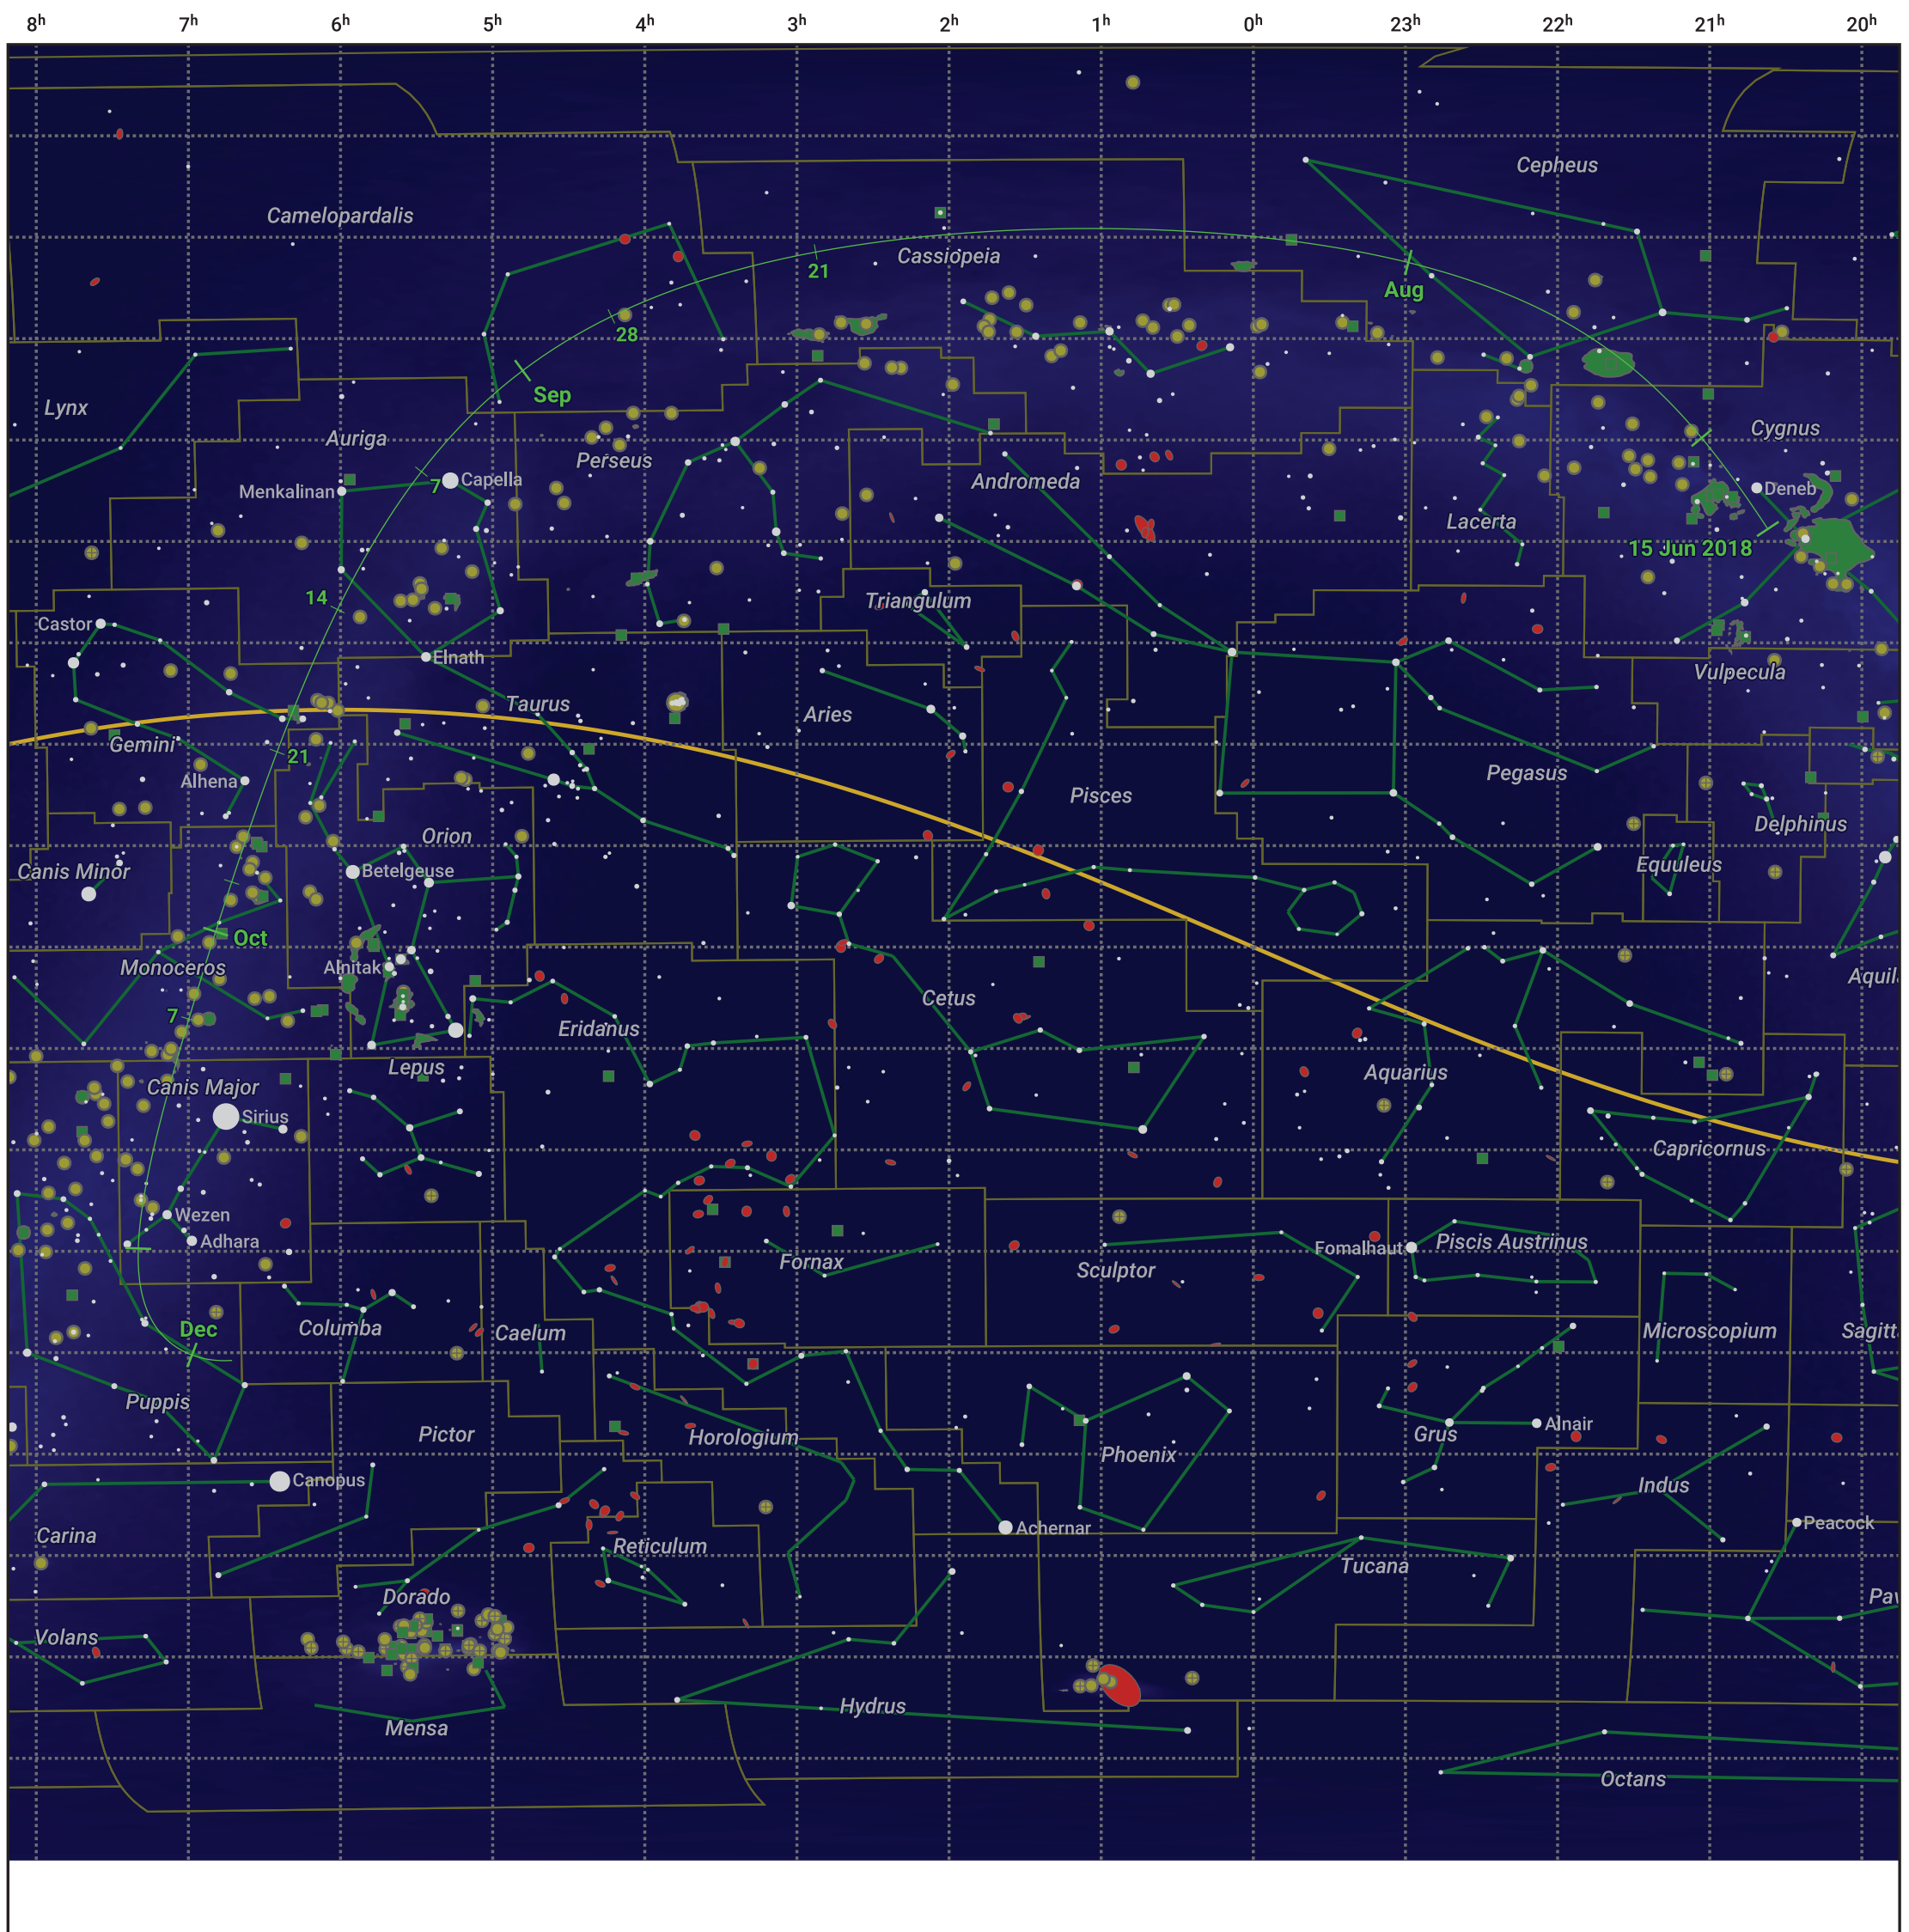 8h 7h 6h 5h 4h 3h 2h 1h 0h 23h 22h 21h 20h
Cepheus
Camelopardalis
Cassiopeia
21
Aug
28
Sep
Lynx
Auriga
Perseus
Cygnus
Menkalinan
7
Capella
Andromeda
Deneb
Lacerta
15 Jun 2018
14
Triangulum
Castor
Elnath
Vulpecula
Taurus
Aries
Gemini
21
Alhena
Pegasus
Pisces
Orion
Delphinus
Canis Minor
Betelgeuse
Equuleus
Oct
Monoceros
Alnitak
Aquil
Cetus
7
Eridanus
Lepus
Aquarius
Canis Major
Sirius
Capricornus
Wezen
Adhara
Fornax
Sculptor
Fomalhaut
Piscis Austrinus
Dec
Columba
Caelum
Microscopium
Sagitt
Puppis
Pictor
Horologium
Phoenix
Grus
Alnair
Canopus
Indus
Carina
Achernar
Peacock
Reticulum
Tucana
Dorado
Pav
Volans
Hydrus
Mensa
Octans